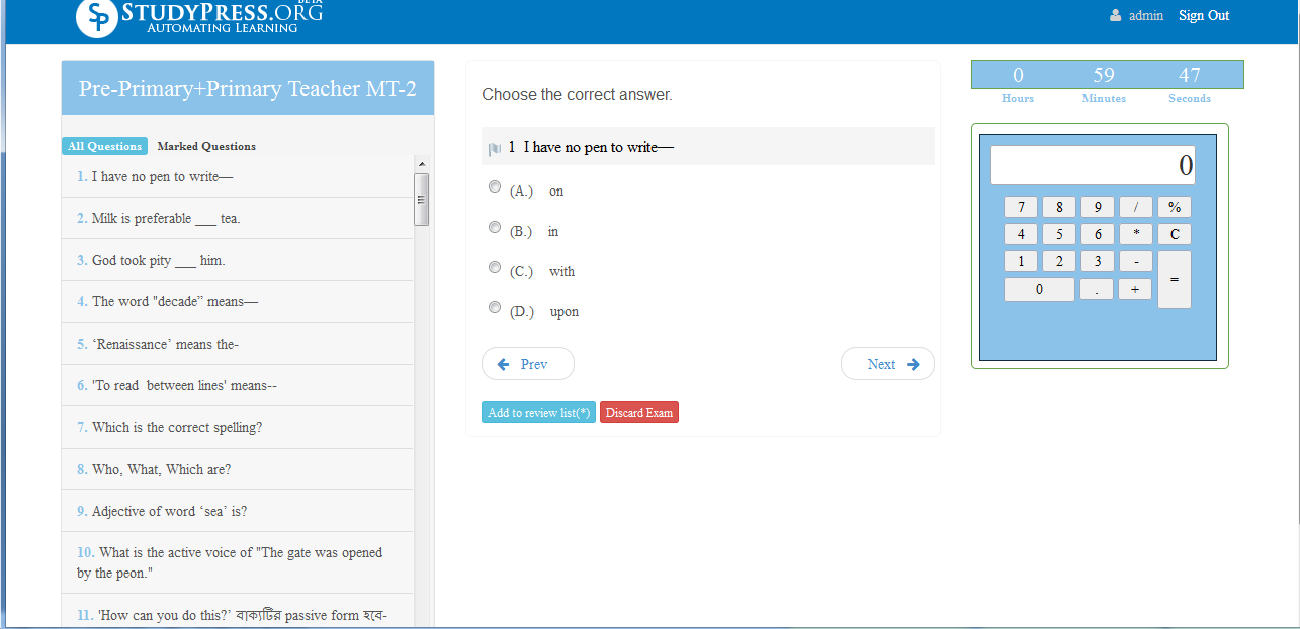 BETA
STUDYPRESS.ORG
AUTOMATING LEARNING
SP
admin Sign Out
Pre-Primary+Primary Teacher MT-2
All Questions Marked Questions
1. I have no pen to write—
2. Milk is preferable ___ tea.
3. God took pity ___ him.
4. The word "decade” means—
5. ‘Renaissance’ means the-
6. 'To read between lines' means--
7. Which is the correct spelling?
8. Who, What, Which are?
9. Adjective of word ‘sea’ is?
10. What is the active voice of "The gate was opened
by the peon."
11. 'How can you do this?’ বাক্যটির passive form হবে-
Choose the correct answer.
1 I have no pen to write—
(A.) on
(B.) in
(C.) with
(D.) upon
Prev Next
Add to review list(*) Discard Exam
0 59 47
Hours Minutes Seconds
0
7 8 9 / %
4 5 6 * C
1 2 3 - =
0 . +